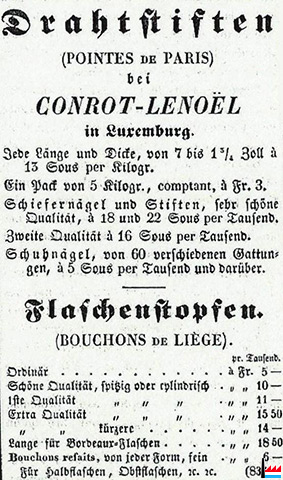 Drahtstiften
(POINTES DE PARIS)
bei
CONROT-LENOËL
in Luxemburg.
Jede Länge und Dicke, von 7 bis 1 3/4 Zoll à
13 Sous per Kilogr.
Ein Pack von 5 Kilogr., comptant, à Fr. 3.
Schiefernägel und Stiften, sehr schöne
Qualität, à 18 und 22 Sous per Tausend.
Zweite Qualität à 16 Sous per Tausend.
Schuhnägel, von 60 verschiedenen Gattun-
gen, à 5 Sous per Tausend und darüber.
Flaschenstopfen.
(BOUCHONS DE LIÈGE).
pr. Tausend.
Ordinär . . . . . . . . . . à Fr. 5 —
Schöne Qualität, spitzig oder cylindrisch . „ „ 10 —
1ste Qualität „ „ „ . „ „ 11 —
Extra Qualität „ „ „ . „ „ 15 50
„ „ kürzere „ . „ „ 14 —
Lange für Bordeaux-Flaschen . . . . „ „ 18 50
Bouchons refaits, von jeder Form, fein . „ „ 6 —
Für Halbflaschen, Obstflaschen, ꝛc. ꝛc. (83